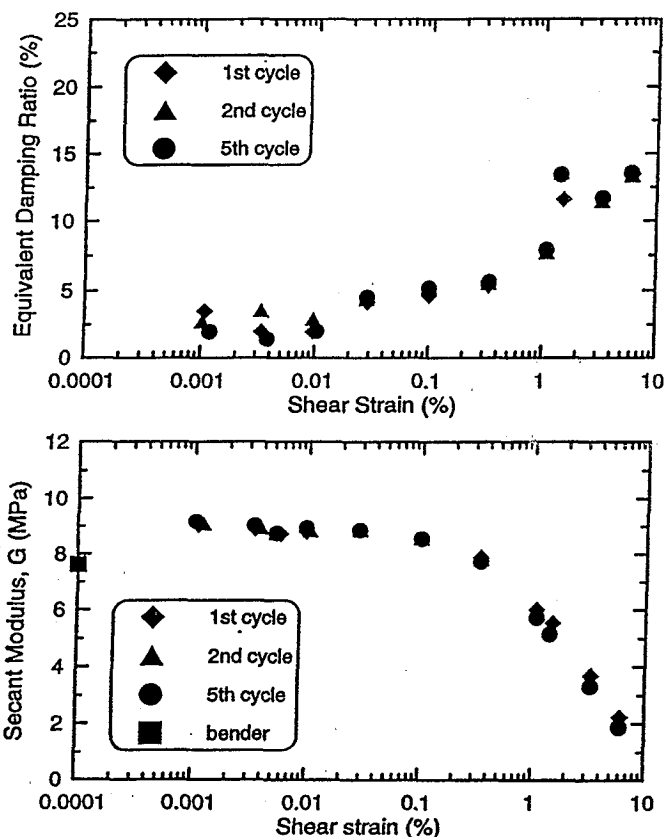 Equivalent Damping Ratio (%)
25
20
15
10
5
0
1st cycle
2nd cycle
5th cycle
0.0001
0.001
0.01
0.1
1
10
Shear Strain (%)
Secant Modulus, G (MPa)
12
10
8
6
4
2
0
1st cycle
2nd cycle
5th cycle
bender
0.0001
0.001
0.01
0.1
1
10
Shear strain (%)